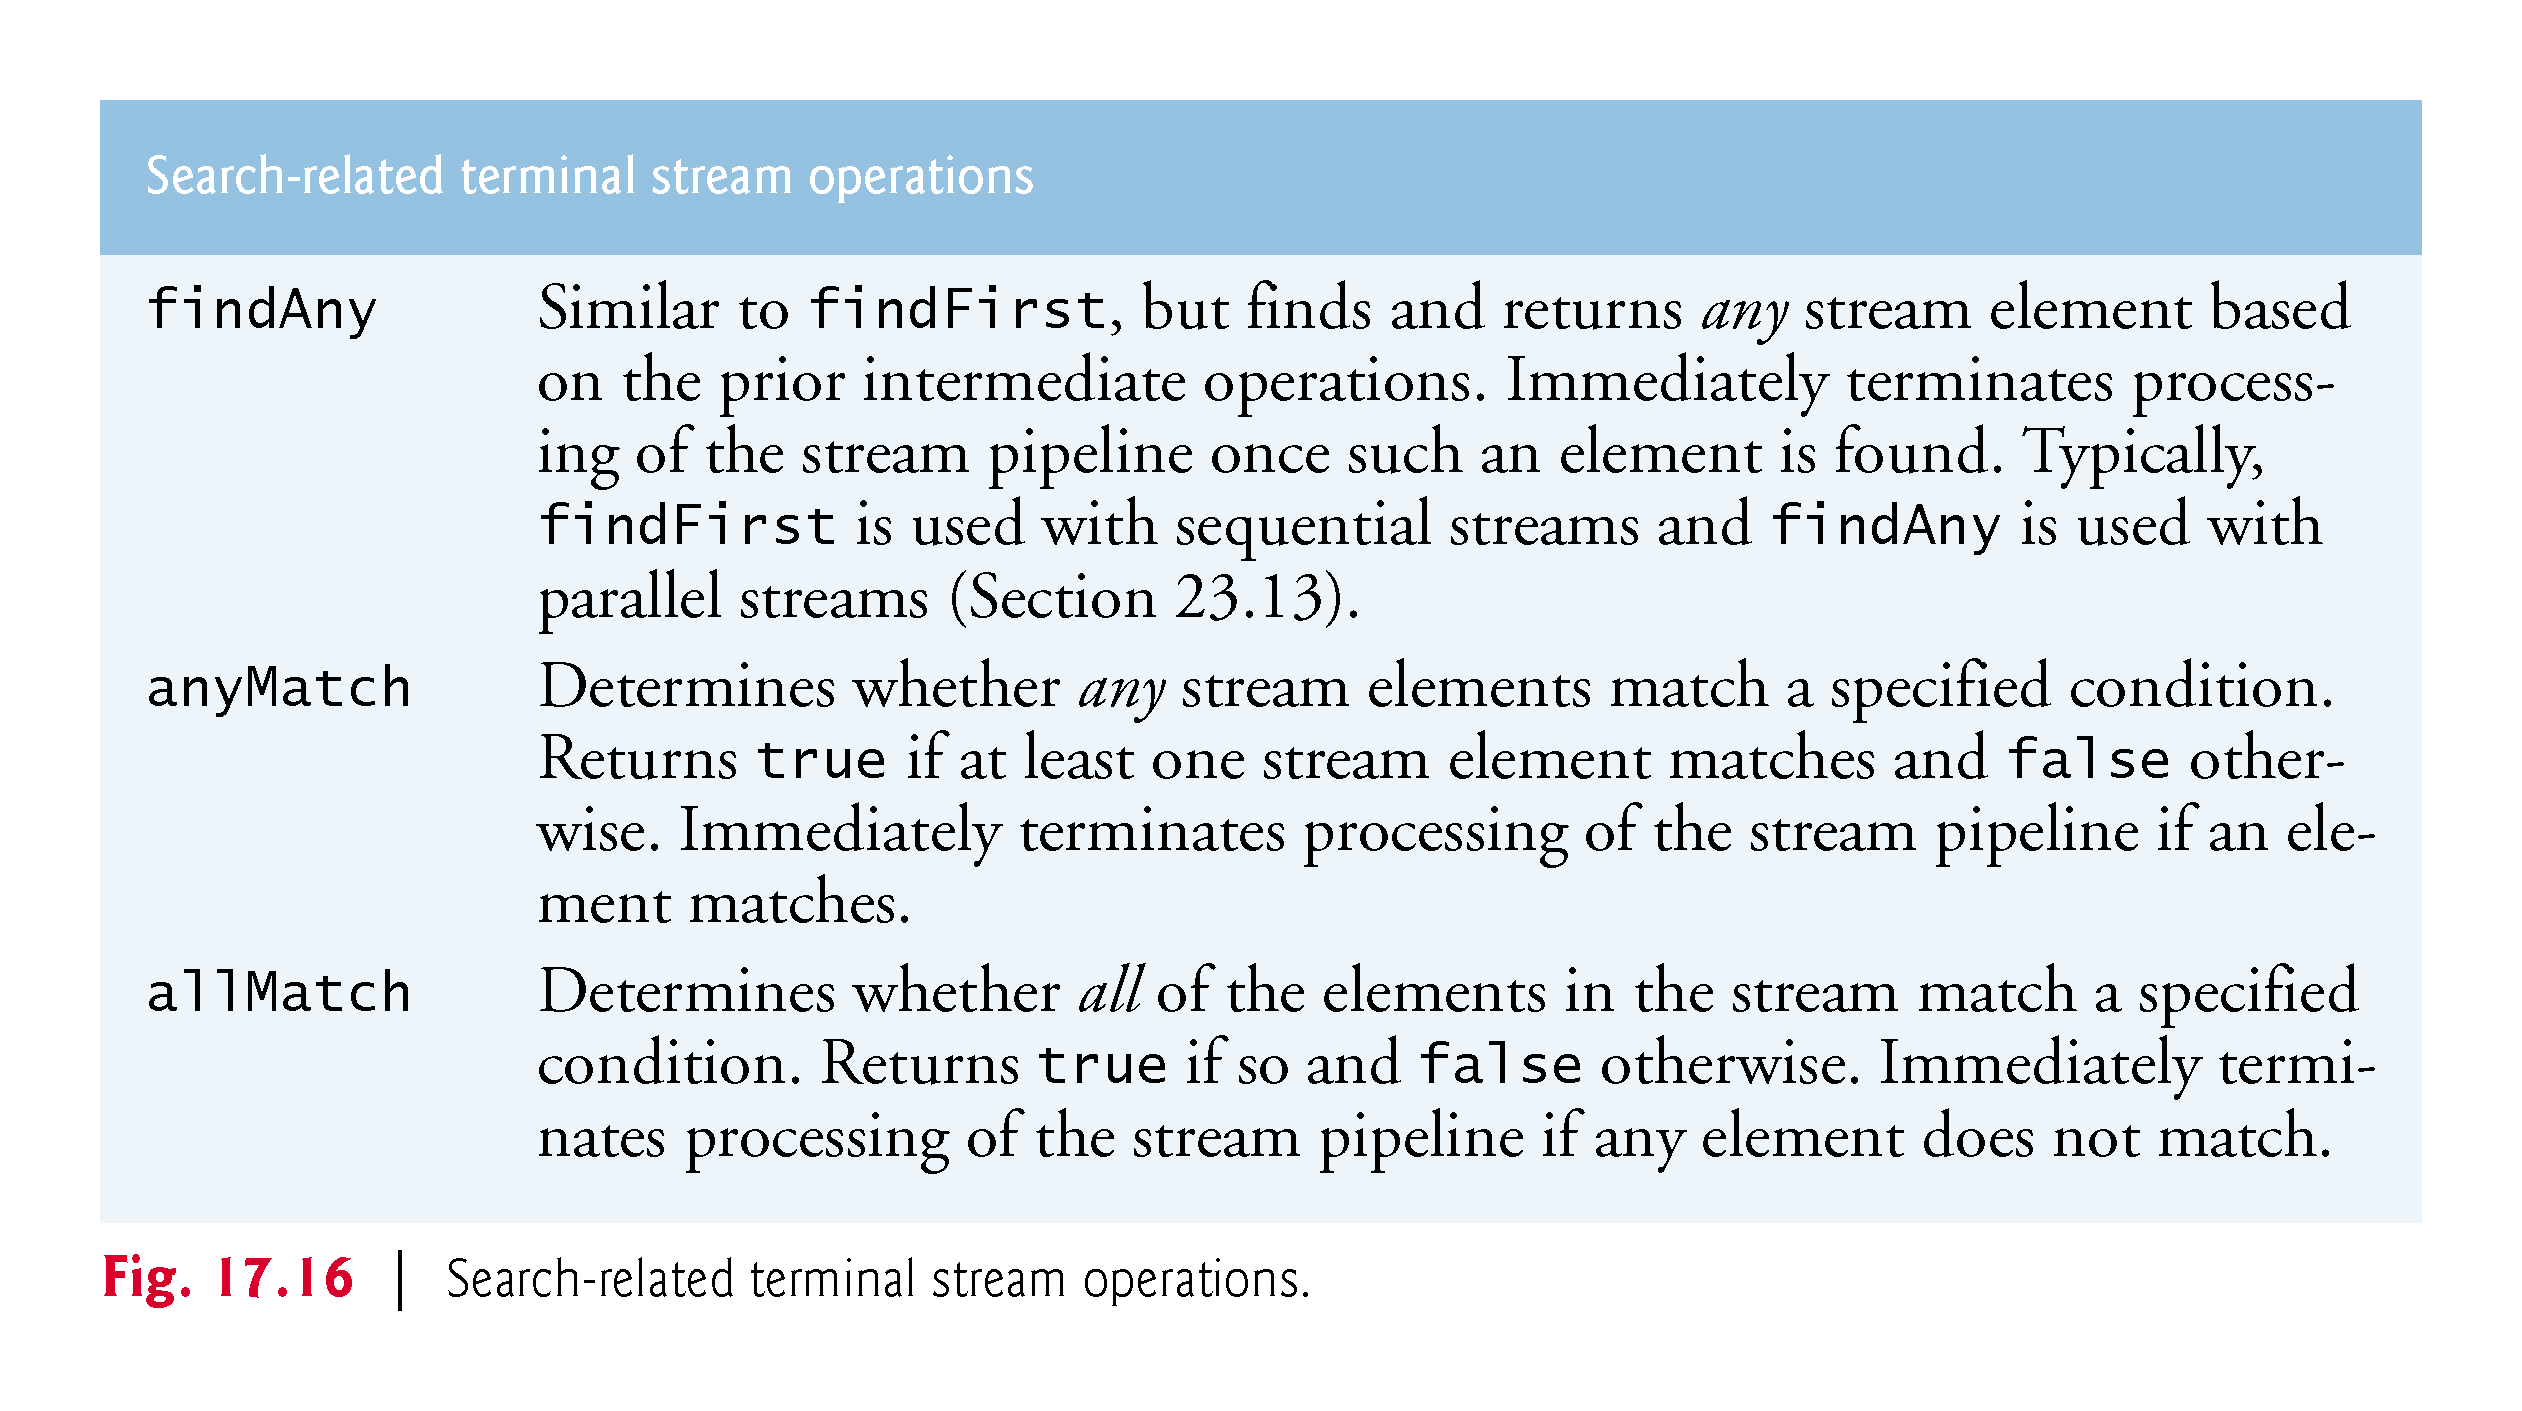 Search-related terminal stream operations
findAny Similar to findFirst, but finds and returns any stream element based
on the prior intermediate operations. Immediately terminates process-
ing of the stream pipeline once such an element is found. Typically,
findFirst is used with sequential streams and findAny is used with
parallel streams (Section 23.13).
anyMatch Determines whether any stream elements match a specified condition.
Returns true if at least one stream element matches and false other-
wise. Immediately terminates processing of the stream pipeline if an ele-
ment matches.
allMatch Determines whether all of the elements in the stream match a specified
condition. Returns true if so and false otherwise. Immediately termi-
nates processing of the stream pipeline if any element does not match.
Fig. 17.16 | Search-related terminal stream operations.